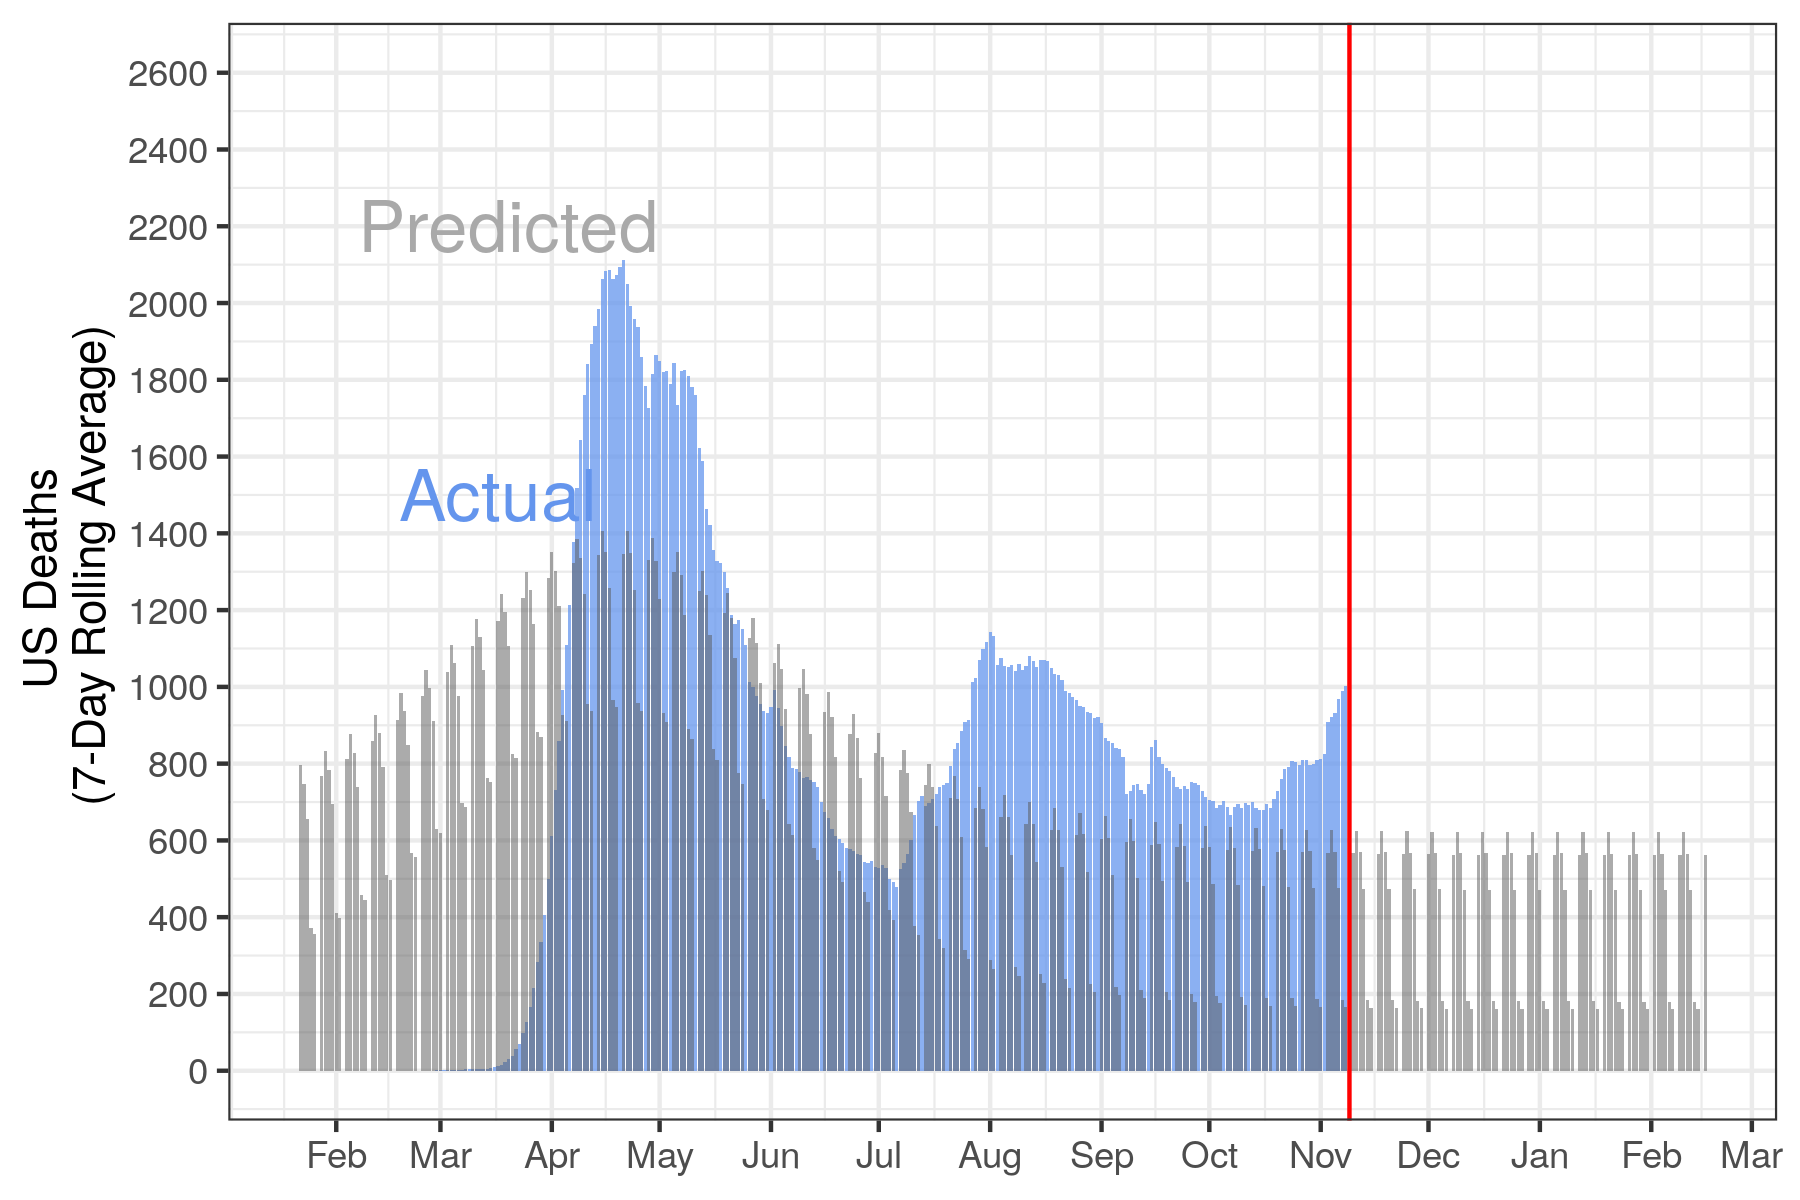 US Deaths
(7-Day Rolling Average)
2600
2400
2200
2000
1800
1600
1400
1200
1000
800
600
400
200
0
Predicted
Actual
Feb Mar Apr May Jun Jul Aug Sep Oct Nov Dec Jan Feb Mar